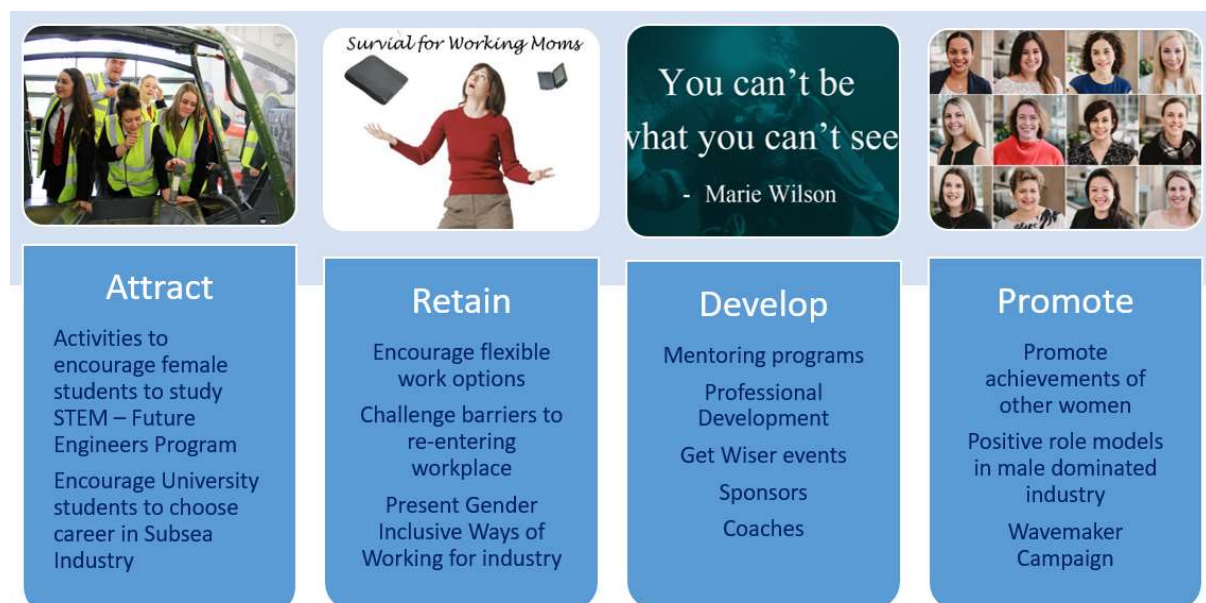 Survial for Working Moms
You can't be
what you can't see
- Marie Wilson
Attract
Activities to
encourage female
students to study
STEM – Future
Engineers Program
Encourage University
students to choose
career in Subsea
Industry
Retain
Encourage flexible
work options
Challenge barriers to
re-entering
workplace
Present Gender
Inclusive Ways of
Working for industry
Develop
Mentoring programs
Professional
Development
Get Wiser events
Sponsors
Coaches
Promote
Promote
achievements of
other women
Positive role models
in male dominated
industry
Wavemaker
Campaign